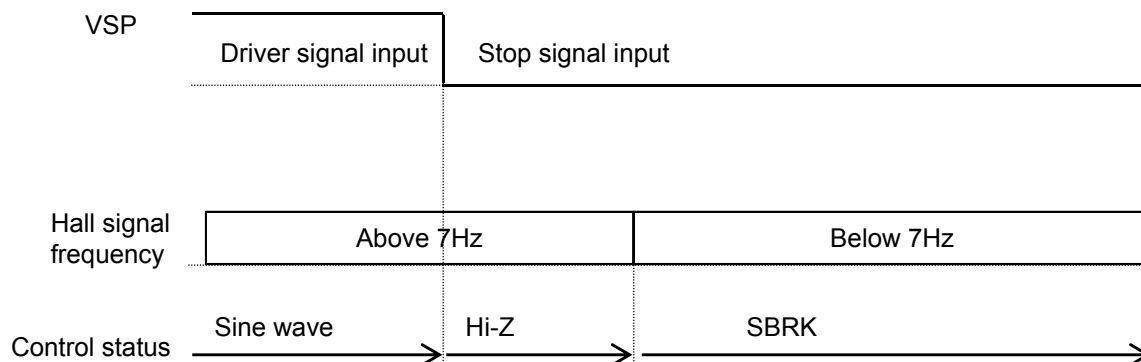 VSP
Driver signal input
Stop signal input
Hall signal
frequency
Above 7Hz
Below 7Hz
Control status
Sine wave
Hi-Z
SBRK